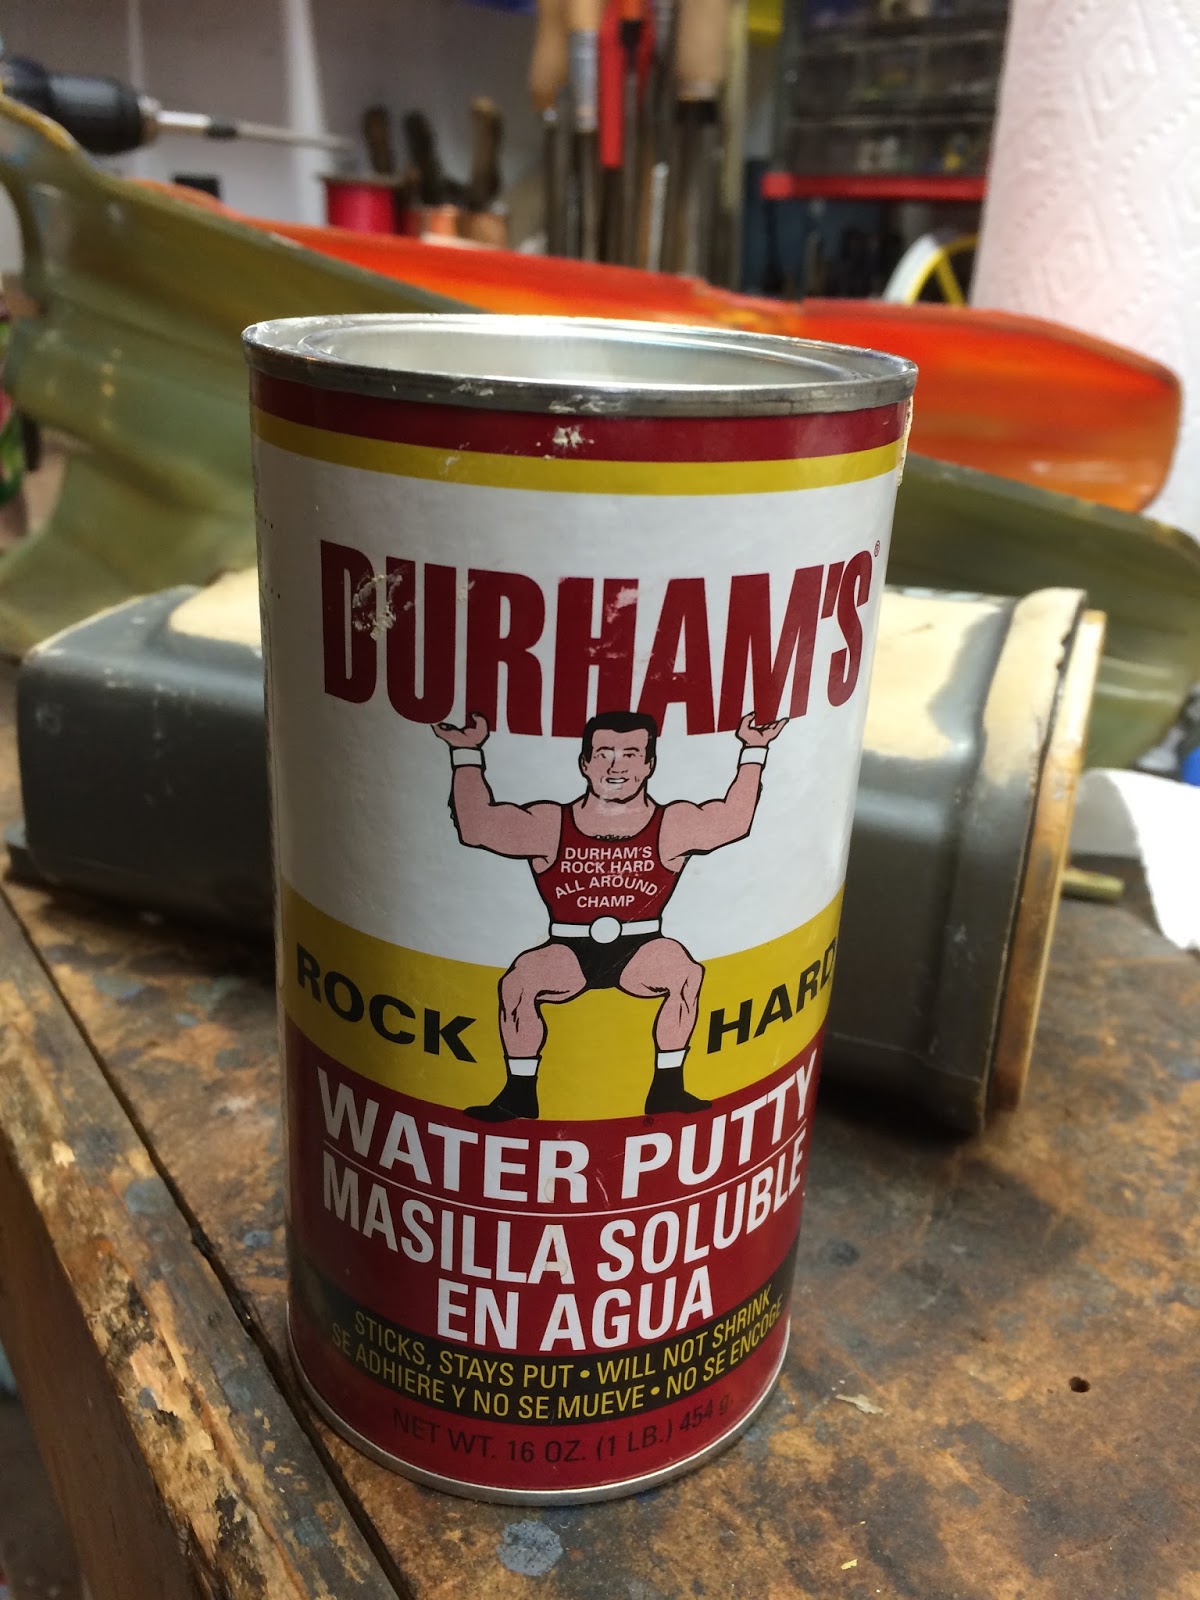 DURHAM'S®
DURHAM'S
ROCK HARD
ALL AROUND
CHAMP
ROCK HARD
WATER PUTTY
MASILLA SOLUBLE
EN AGUA
STICKS, STAYS PUT • WILL NOT SHRINK
SE ADHIERE Y NO SE MUEVE • NO SE ENCOGE
NET WT. 16 OZ. (1 LB.) 454 g.